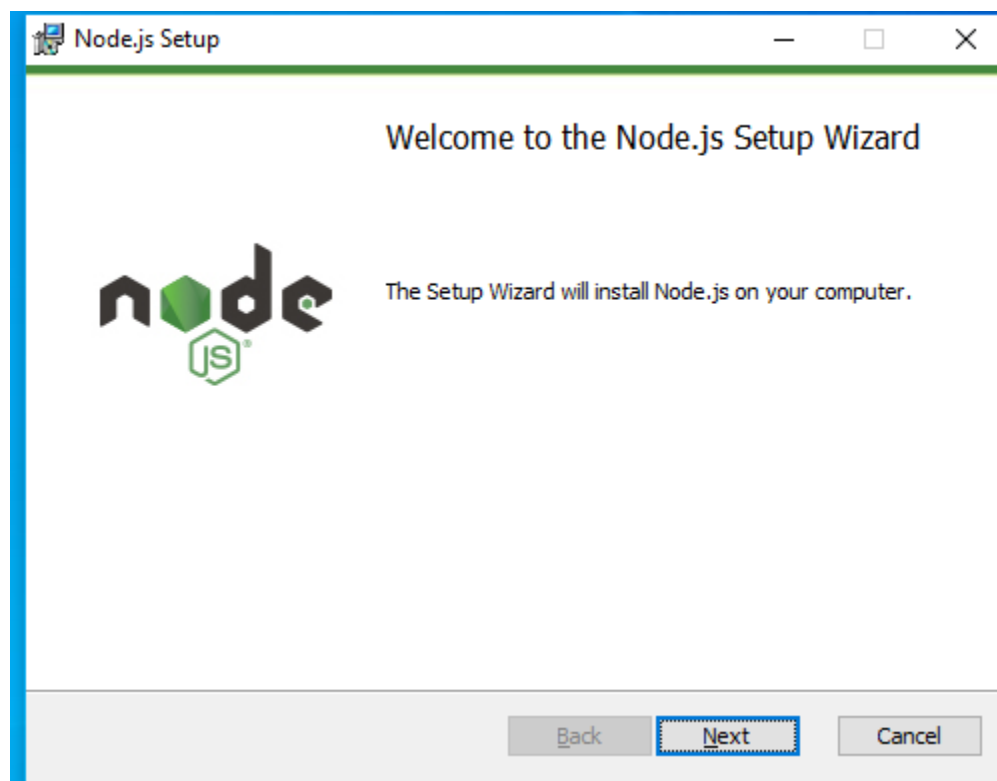 Node.js Setup
Welcome to the Node.js Setup Wizard
node
JS®
The Setup Wizard will install Node.js on your computer.
Back Next Cancel